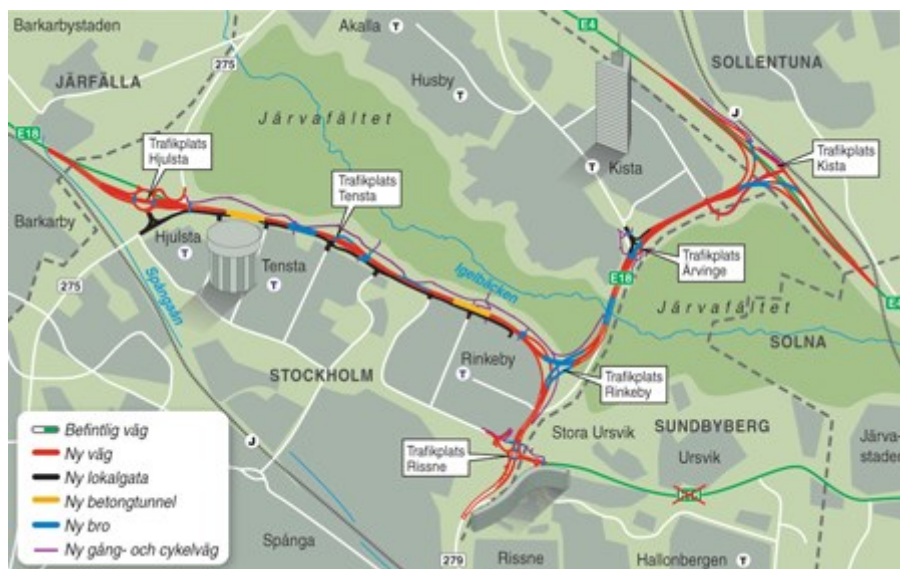 Barkarbystaden
Akalla
T
E4
275
JÄRFÄLLA
Husby
T
SOLLENTUNA
J
E18
Järvafältet
Trafikplats
Hjulsta
Trafikplats
Kista
T
Kista
Trafikplats
Tensta
Barkarby
Hjulsta
T
Tensta
T
Trafikplats
Ärvinge
275
Spångaån
Igelbäcken
E18
Järvafältet
E4
SOLNA
STOCKHOLM
Rinkeby
T
Trafikplats
Rinkeby
Befintlig väg
Ny väg
Ny lokalgata
Ny betongtunnel
Ny bro
Ny gång- och cykelväg
J
Trafikplats
Rissne
Stora Ursvik
SUNDBYBERG
Ursvik
Järva-
staden
Spånga
279
Rissne
Hallonbergen
T